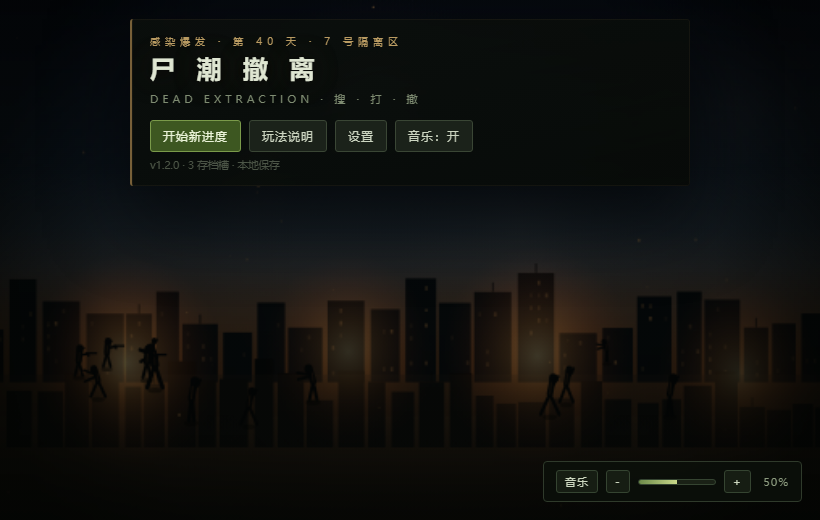 感染爆发 · 第 40 天 · 7 号隔离区
尸潮撤离
DEAD EXTRACTION · 搜 · 打 · 撤
开始新进度 玩法说明 设置 音乐：开
v1.2.0 · 3 存档槽 · 本地保存
音乐 - + 50%